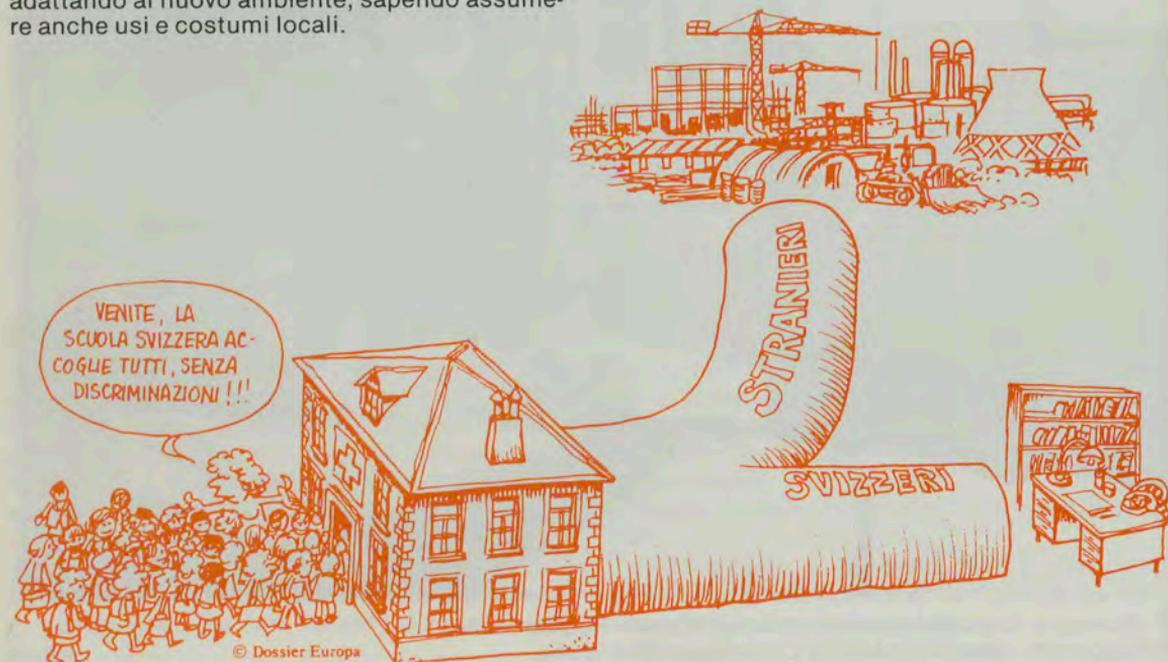 adattando al nuovo ambiente, sapendo assume-
re anche usi e costumi locali.
VENITE, LA
SCUOLA SVIZZERA AC-
COGLIE TUTTI, SENZA
DISCRIMINAZIONI !!!
STRANIERI
SVIZZERI
© Dossier Europa